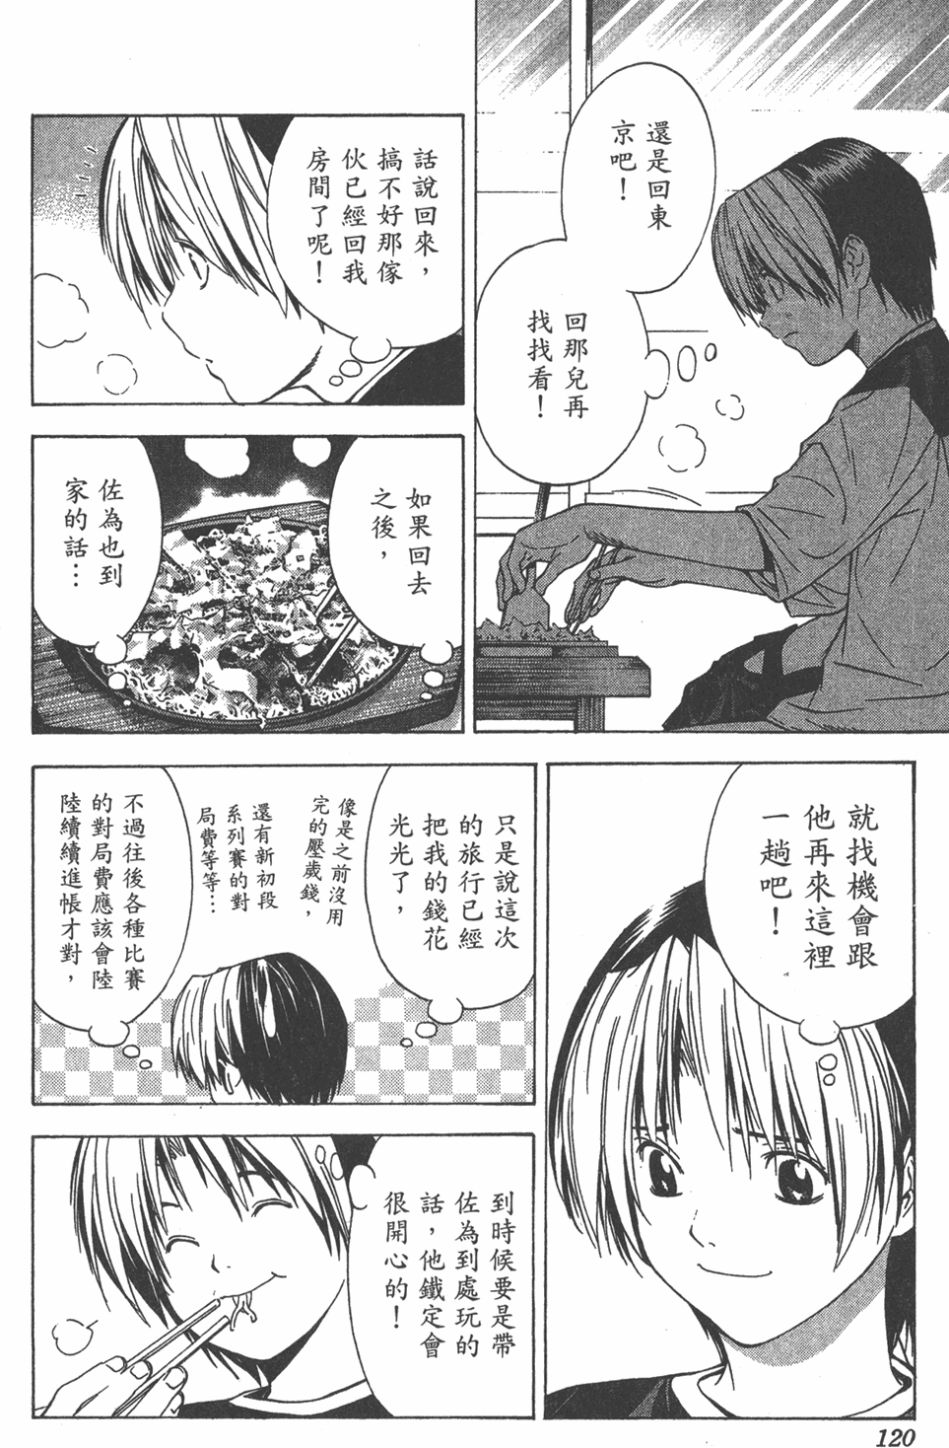 還是回東
京吧！
回那兒再
找找看！
話說回來，
搞不好那傢
伙已經回我
房間了呢！
如果回去
之後，
佐為也到
家的話…
就找機會跟
他再來這裡
一趟吧！
只是說這次
的旅行已經
把我的錢花
光光了，
像是之前沒用
完的壓歲錢，
還有新初段
系列賽的對
局費等等…
不過往後各種比賽
的對局費應該會陸
陸續續進帳才對，
到時候要是帶
佐為到處玩的
話，他鐵定會
很開心的！
120